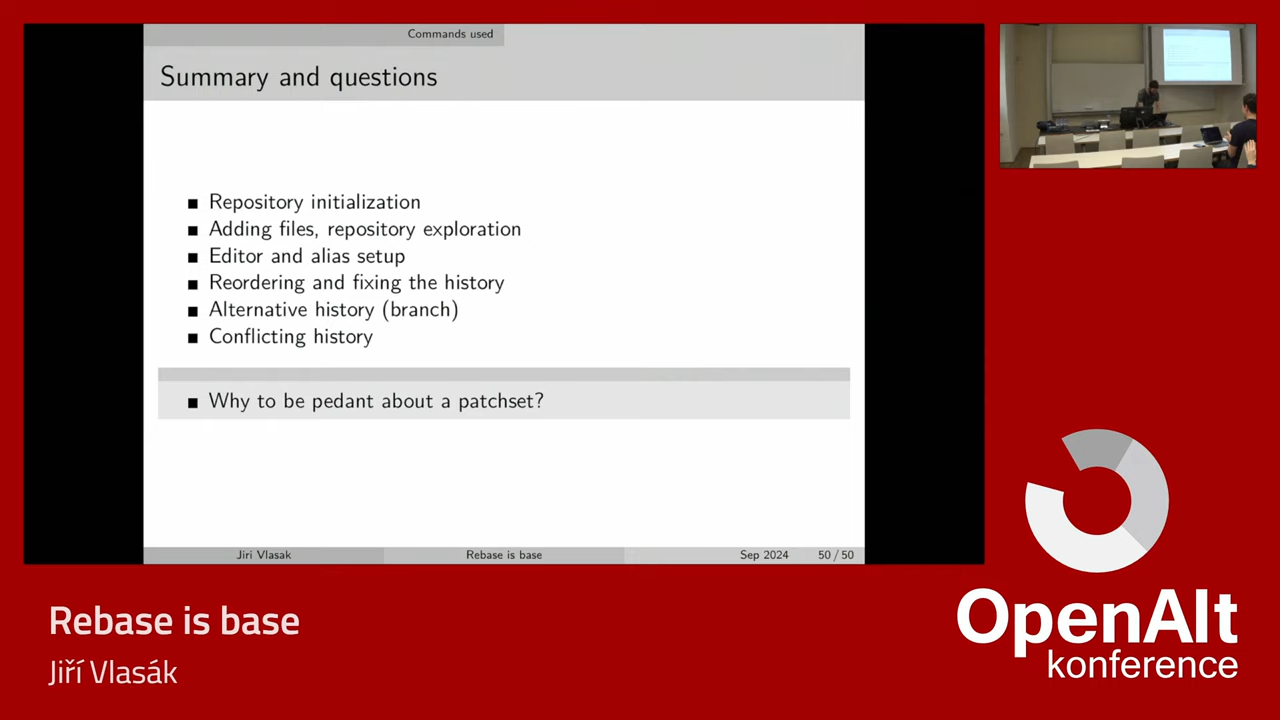 Commands used
Summary and questions
Repository initialization
Adding files, repository exploration
Editor and alias setup
Reordering and fixing the history
Alternative history (branch)
Conflicting history
Why to be pedant about a patchset?
Jiri Vlasak
Rebase is base
Sep 2024
50 / 50
Rebase is base
Jiří Vlasák
OpenAlt
konference